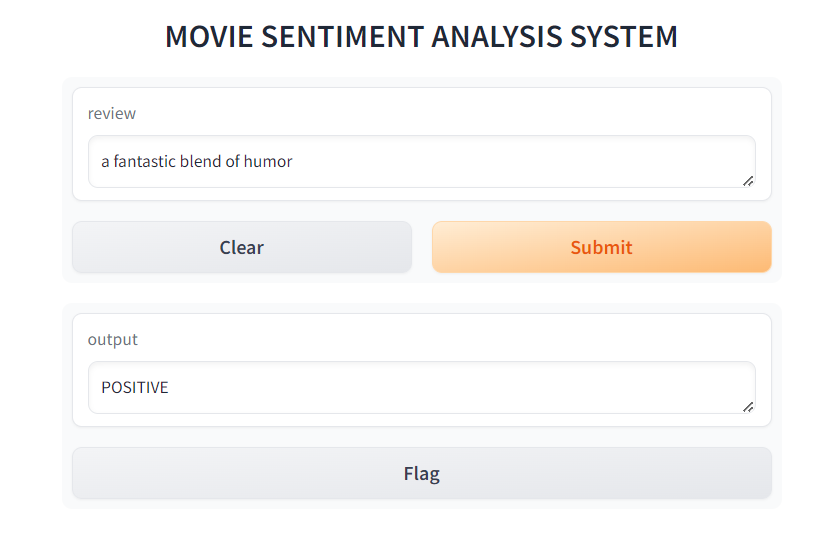 MOVIE SENTIMENT ANALYSIS SYSTEM
review
a fantastic blend of humor
Clear
Submit
output
POSITIVE
Flag